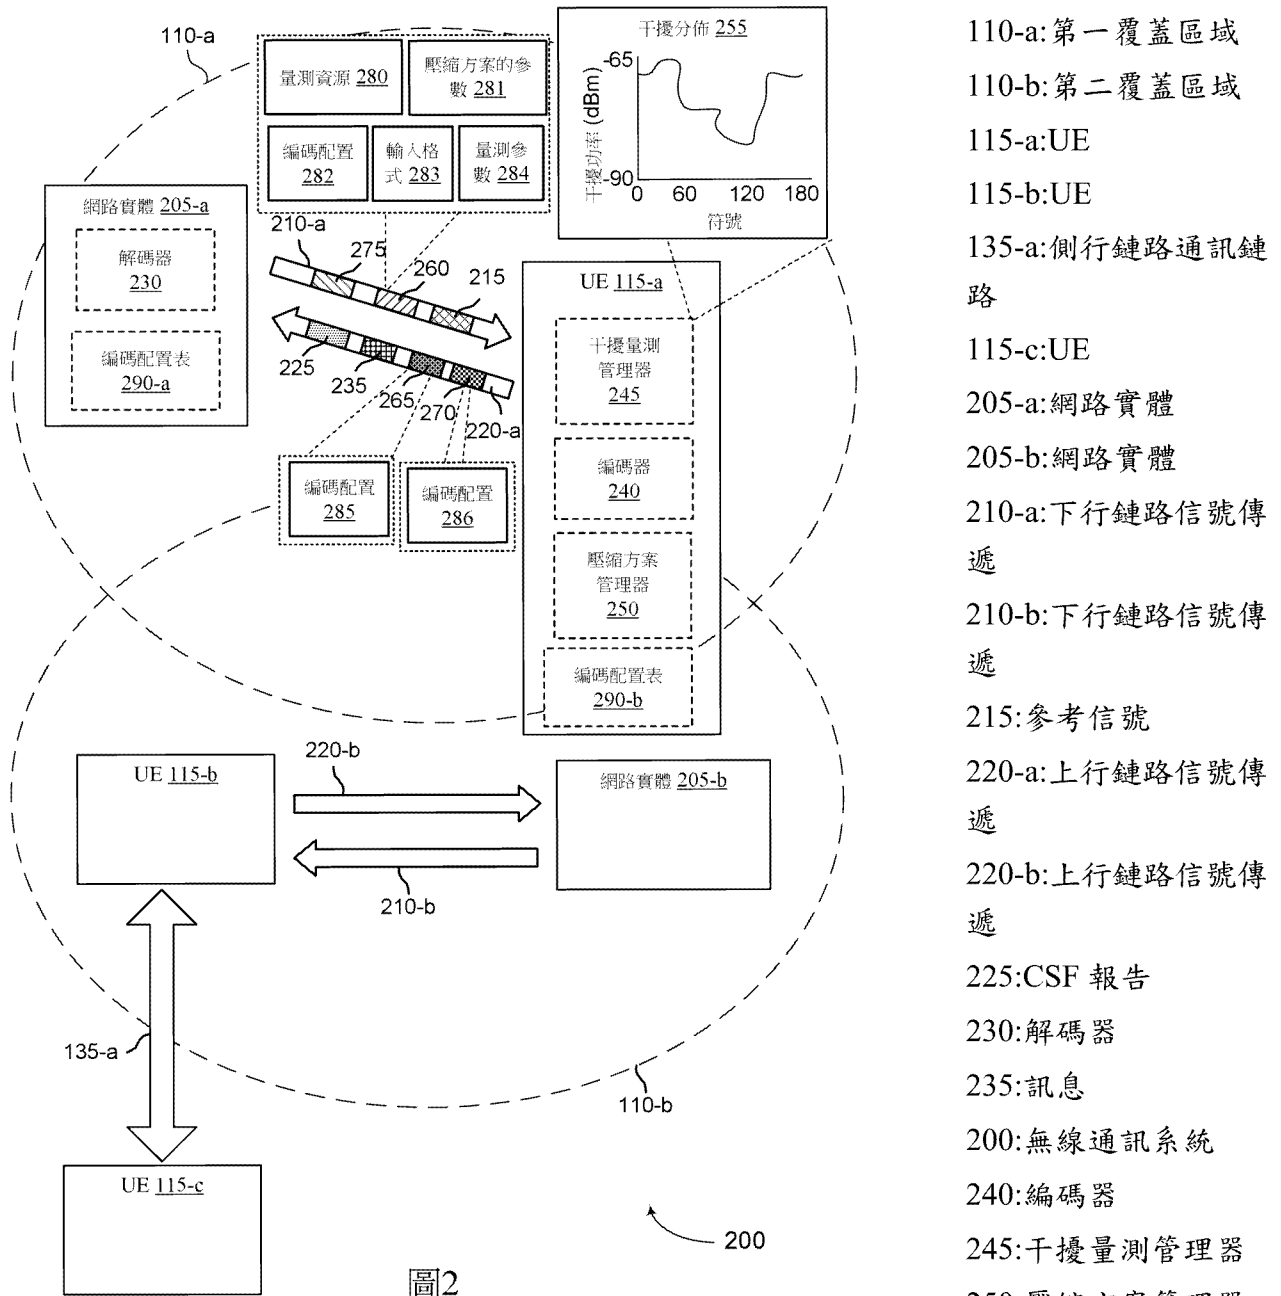 110-a
量測資源 280
壓縮方案的參
數 281
編碼配置
282
輸入格
式 283
量測參
數 284
干擾分佈 255
干擾功率 (dBm)
-65
-90
0 60 120 180
符號
網路實體 205-a
解碼器
230
編碼配置表
290-a
210-a
275
260
215
225
235
265
270
220-a
編碼配置
285
編碼配置
286
UE 115-a
干擾量測
管理器
245
編碼器
240
壓縮方案
管理器
250
編碼配置表
290-b
UE 115-b
220-b
210-b
網路實體 205-b
135-a
110-b
UE 115-c
200
圖2
110-a:第一覆蓋區域
110-b:第二覆蓋區域
115-a:UE
115-b:UE
135-a:側行鏈路通訊鏈
路
115-c:UE
205-a:網路實體
205-b:網路實體
210-a:下行鏈路信號傳
遞
210-b:下行鏈路信號傳
遞
215:參考信號
220-a:上行鏈路信號傳
遞
220-b:上行鏈路信號傳
遞
225:CSF 報告
230:解碼器
235:訊息
200:無線通訊系統
240:編碼器
245:干擾量測管理器